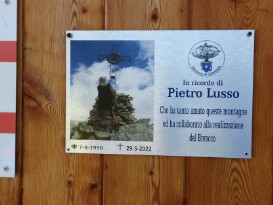 In ricordo di
Pietro Lusso
Che ha tanto amato queste montagne
ed ha collaborato alla realizzazione
del Bivacco
* 7-9-1950 † 29-5-2022